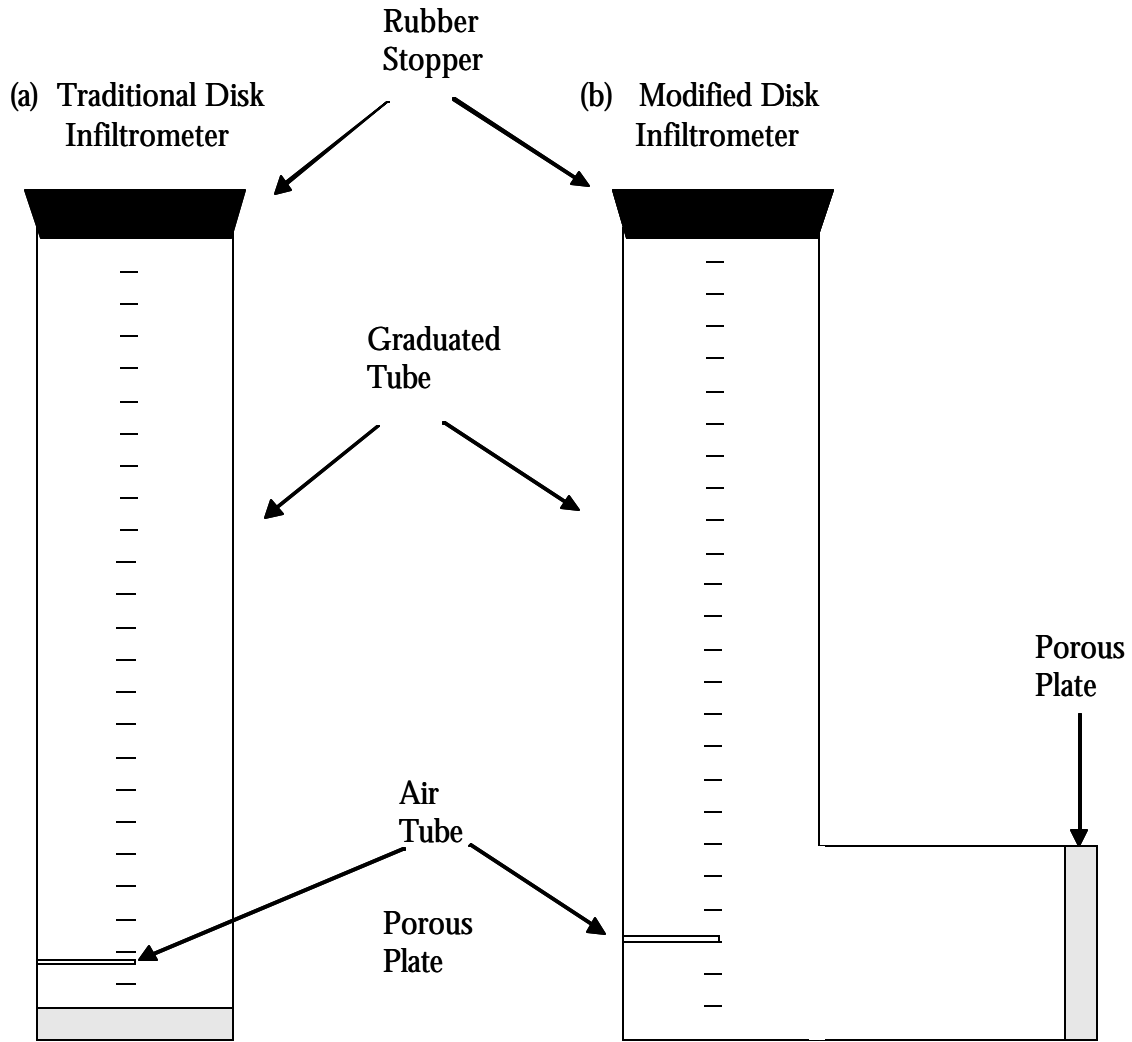 Rubber
Stopper
(a) Traditional Disk
Infiltrometer
(b) Modified Disk
Infiltrometer
Graduated
Tube
Porous
Plate
Air
Tube
Porous
Plate